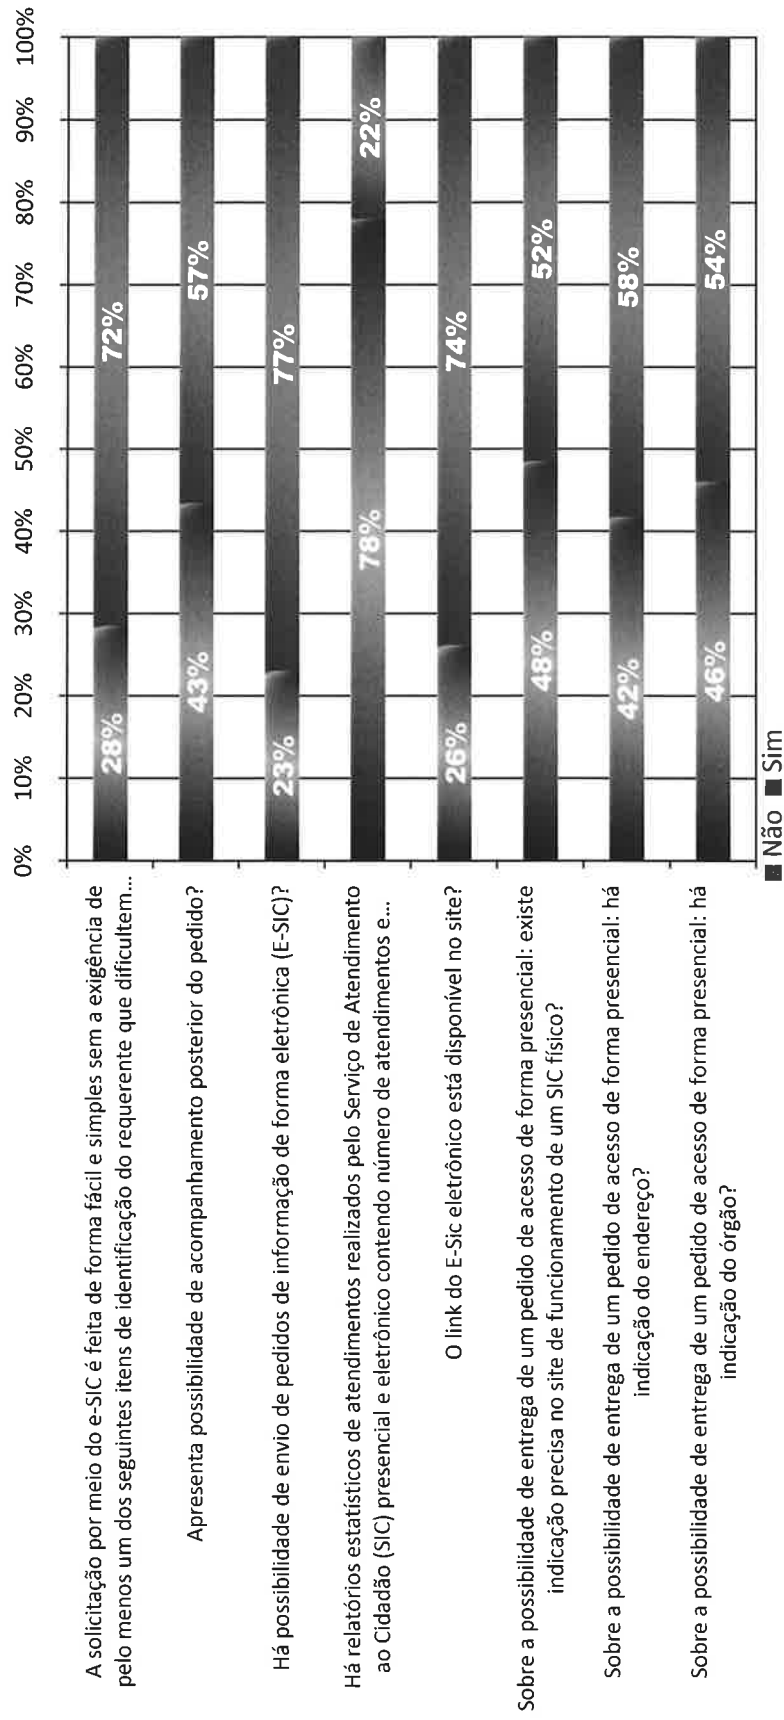 0% 10% 20% 30% 40% 50% 60% 70% 80% 90% 100%
A solicitação por meio do e-SIC é feita de forma fácil e simples sem a exigência de
pelo menos um dos seguintes itens de identificação do requerente que dificultem...
28% 72%
Apresenta possibilidade de acompanhamento posterior do pedido?
43% 57%
Há possibilidade de envio de pedidos de informação de forma eletrônica (E-SIC)?
23% 77%
Há relatórios estatísticos de atendimentos realizados pelo Serviço de Atendimento
ao Cidadão (SIC) presencial e eletrônico contendo número de atendimentos e...
78% 22%
O link do E-Sic eletrônico está disponível no site?
26% 74%
Sobre a possibilidade de entrega de um pedido de acesso de forma presencial: existe
indicação precisa no site de funcionamento de um SIC físico?
48% 52%
Sobre a possibilidade de entrega de um pedido de acesso de forma presencial: há
indicação do endereço?
42% 58%
Sobre a possibilidade de entrega de um pedido de acesso de forma presencial: há
indicação do órgão?
46% 54%
Não Sim